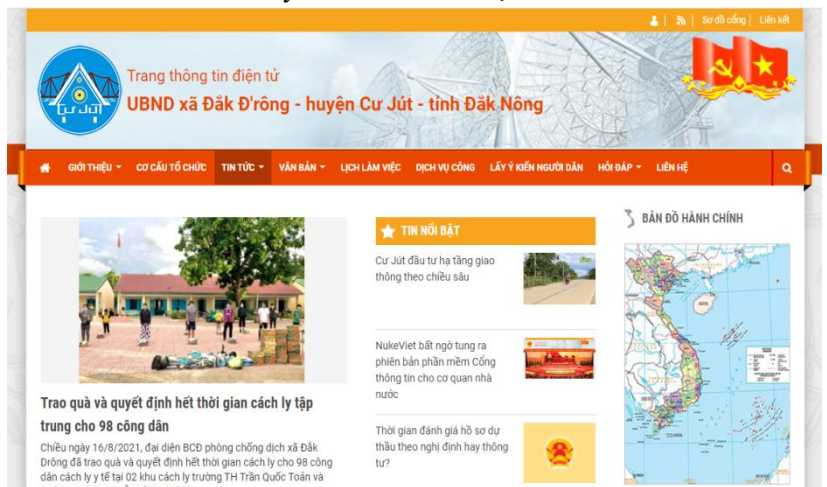 Sơ đồ cổng | Liên kết
Trang thông tin điện tử
UBND xã Đăk Đ'rông - huyện Cư Jút - tỉnh Đắk Nông
CƯ JÚT
GIỚI THIỆU
CƠ CẤU TỔ CHỨC
TIN TỨC
VĂN BẢN
LỊCH LÀM VIỆC
DỊCH VỤ CÔNG
LẤY Ý KIẾN NGƯỜI DÂN
HỎI ĐÁP
LIÊN HỆ
Trao quà và quyết định hết thời gian cách ly tập
trung cho 98 công dân
Chiều ngày 16/8/2021, đại diện BCĐ phòng chống dịch xã Đăk
Drông đã trao quà và quyết định hết thời gian cách ly cho 98 công
dân cách ly y tế tại 02 khu cách ly trường TH Trần Quốc Toản và
TIN NỔI BẬT
Cư Jút đầu tư hạ tầng giao
thông theo chiều sâu
NukeViet bất ngờ tung ra
phiên bản phần mềm Cổng
thông tin cho cơ quan nhà
nước
Thời gian đánh giá hồ sơ dự
thầu theo nghị định hay thông
tư?
BẢN ĐỒ HÀNH CHÍNH